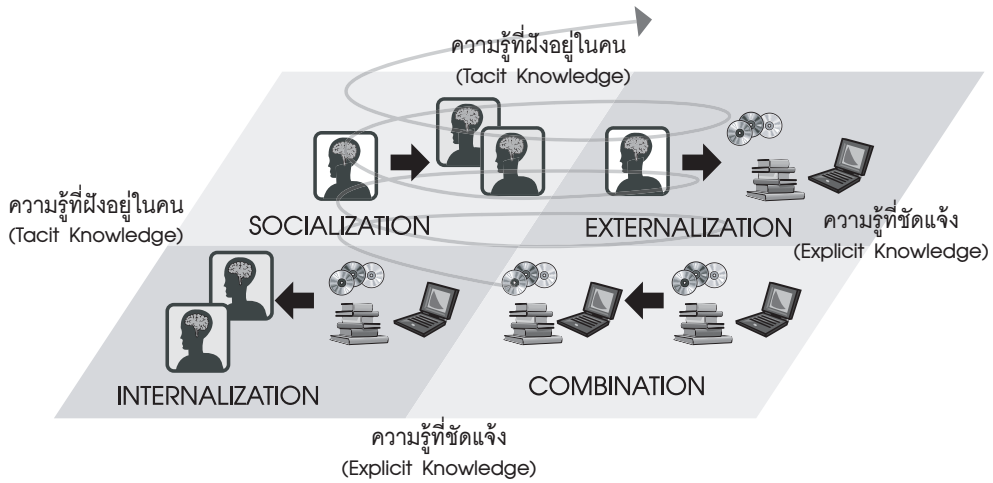 ความรู้ที่ฝังอยู่ในคน
(Tacit Knowledge)
ความรู้ที่ฝังอยู่ในคน
(Tacit Knowledge)
SOCIALIZATION
EXTERNALIZATION
ความรู้ที่ชัดแจ้ง
(Explicit Knowledge)
INTERNALIZATION
COMBINATION
ความรู้ที่ชัดแจ้ง
(Explicit Knowledge)